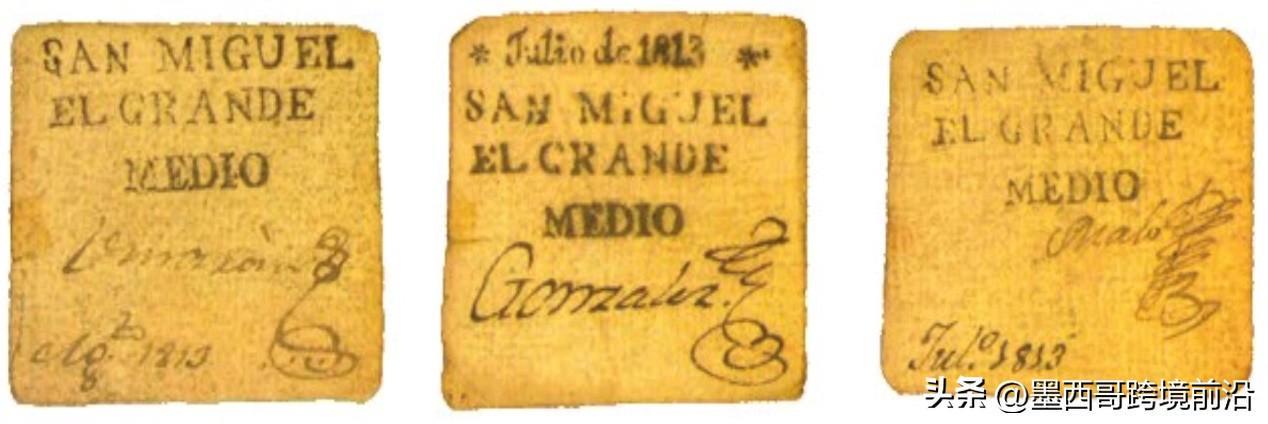 SAN MIGUEL
EL GRANDE
MEDIO
1813
* Julio de 1813 *
SAN MIGUEL
EL GRANDE
MEDIO
Gonzalez
SAN MIGUEL
EL GRANDE
MEDIO
Malo
Jul.o 1813
头条 @墨西哥跨境前沿